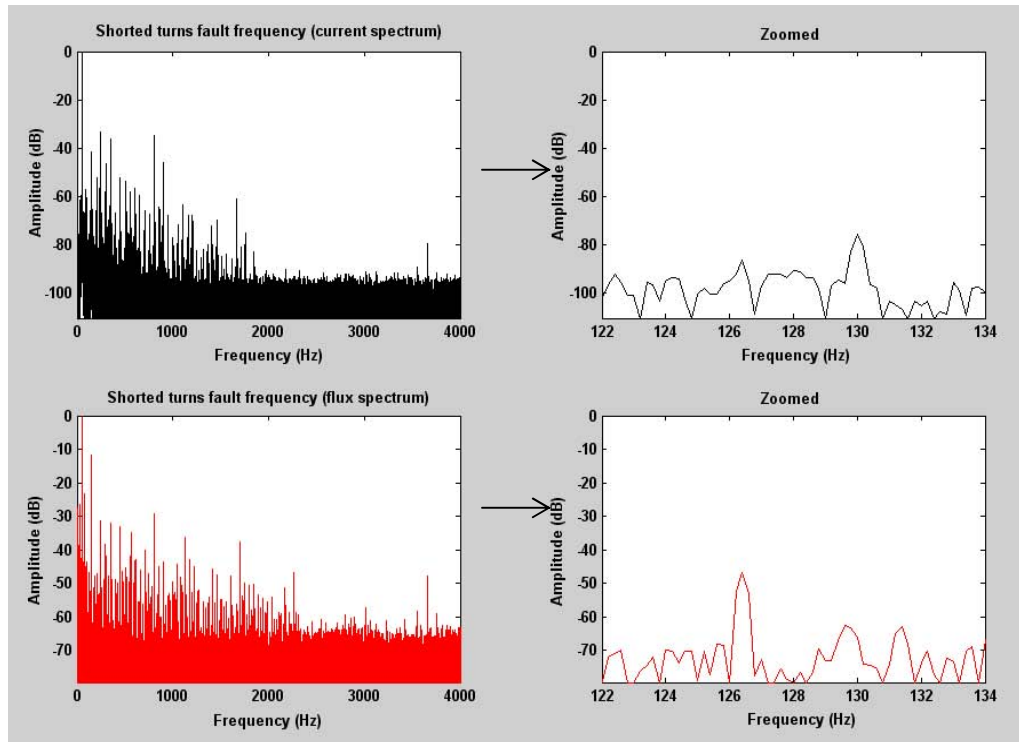 Shorted turns fault frequency (current spectrum)
0
-20
-40
-60
-80
-100
Amplitude (dB)
0 1000 2000 3000 4000
Frequency (Hz)
Zoomed
0
-20
-40
-60
-80
-100
Amplitude (dB)
122 124 126 128 130 132 134
Frequency (Hz)
Shorted turns fault frequency (flux spectrum)
0
-10
-20
-30
-40
-50
-60
-70
Amplitude (dB)
0 1000 2000 3000 4000
Frequency (Hz)
Zoomed
0
-10
-20
-30
-40
-50
-60
-70
Amplitude (dB)
122 124 126 128 130 132 134
Frequency (Hz)